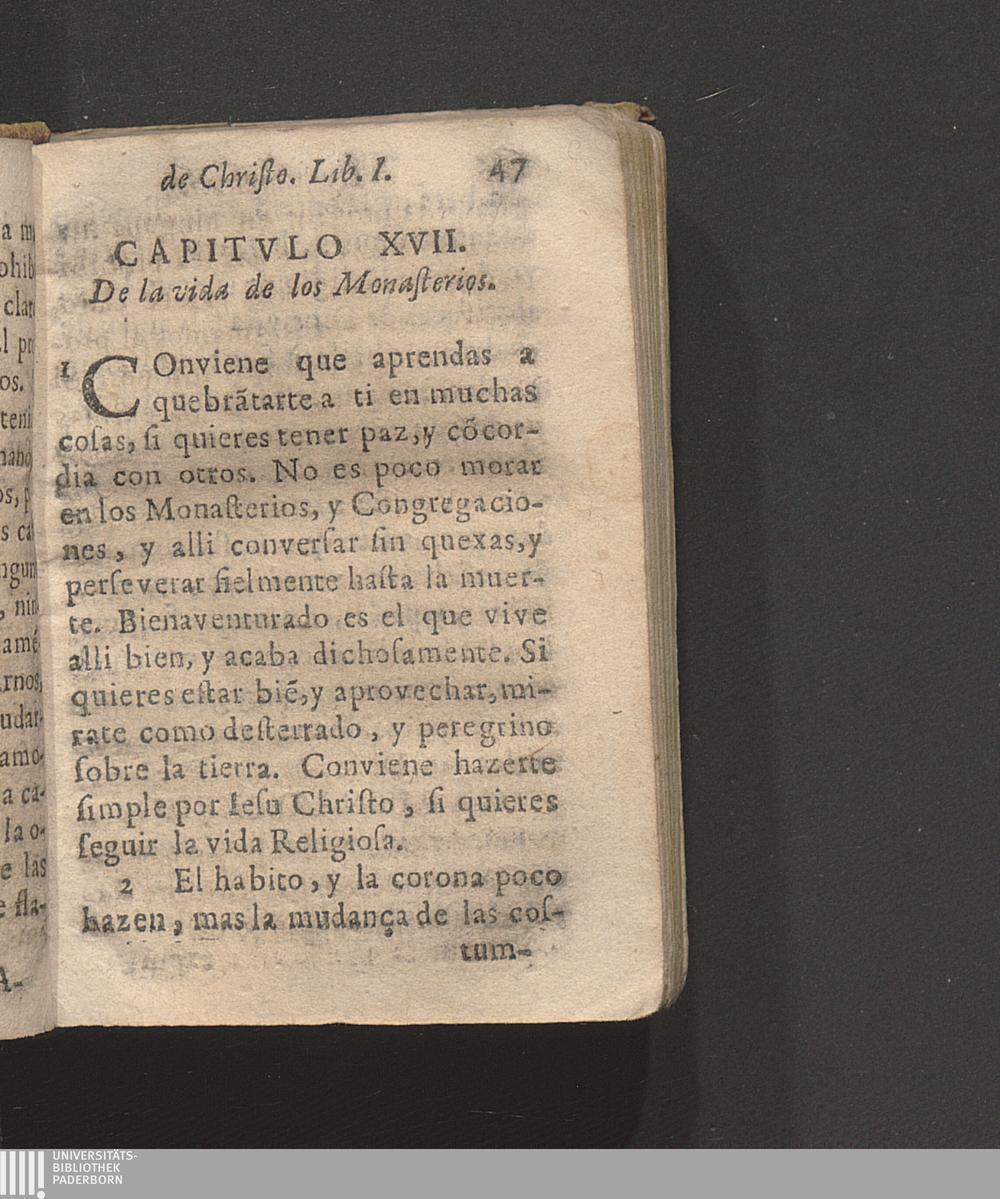 de Chriſto. Lib. I. 47
CAPITVLO XVII.
De la vida de los Monaſterios.
1 COnviene que aprendas a
quebrãtarte a ti en muchas
coſas, ſi quieres tener paz, y cõcor-
dia con otros. No es poco morar
en los Monaſterios, y Congregacio-
nes, y alli converſar ſin quexas, y
perſeverar fielmente haſta la muer-
te. Bienaventurado es el que vive
alli bien, y acaba dichoſamente. Si
quieres eſtar biẽ, y aprovechar, mi-
rate como deſterrado, y peregrino
ſobre la tierra. Conviene hazerte
ſimple por Ieſu Chriſto, ſi quieres
ſeguir la vida Religioſa.
2 El habito, y la corona poco
hazen, mas la mudança de las coſ-
tum-
UNIVERSITÄTS-
BIBLIOTHEK
PADERBORN